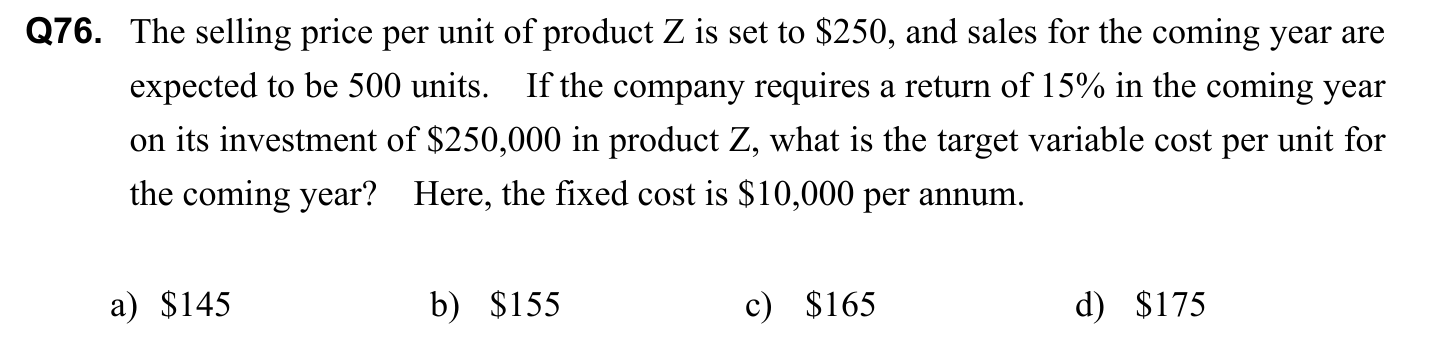 Q76. The selling price per unit of product Z is set to $250, and sales for the coming year are
expected to be 500 units. If the company requires a return of 15% in the coming year
on its investment of $250,000 in product Z, what is the target variable cost per unit for
the coming year? Here, the fixed cost is $10,000 per annum.
a) $145 b) $155 c) $165 d) $175